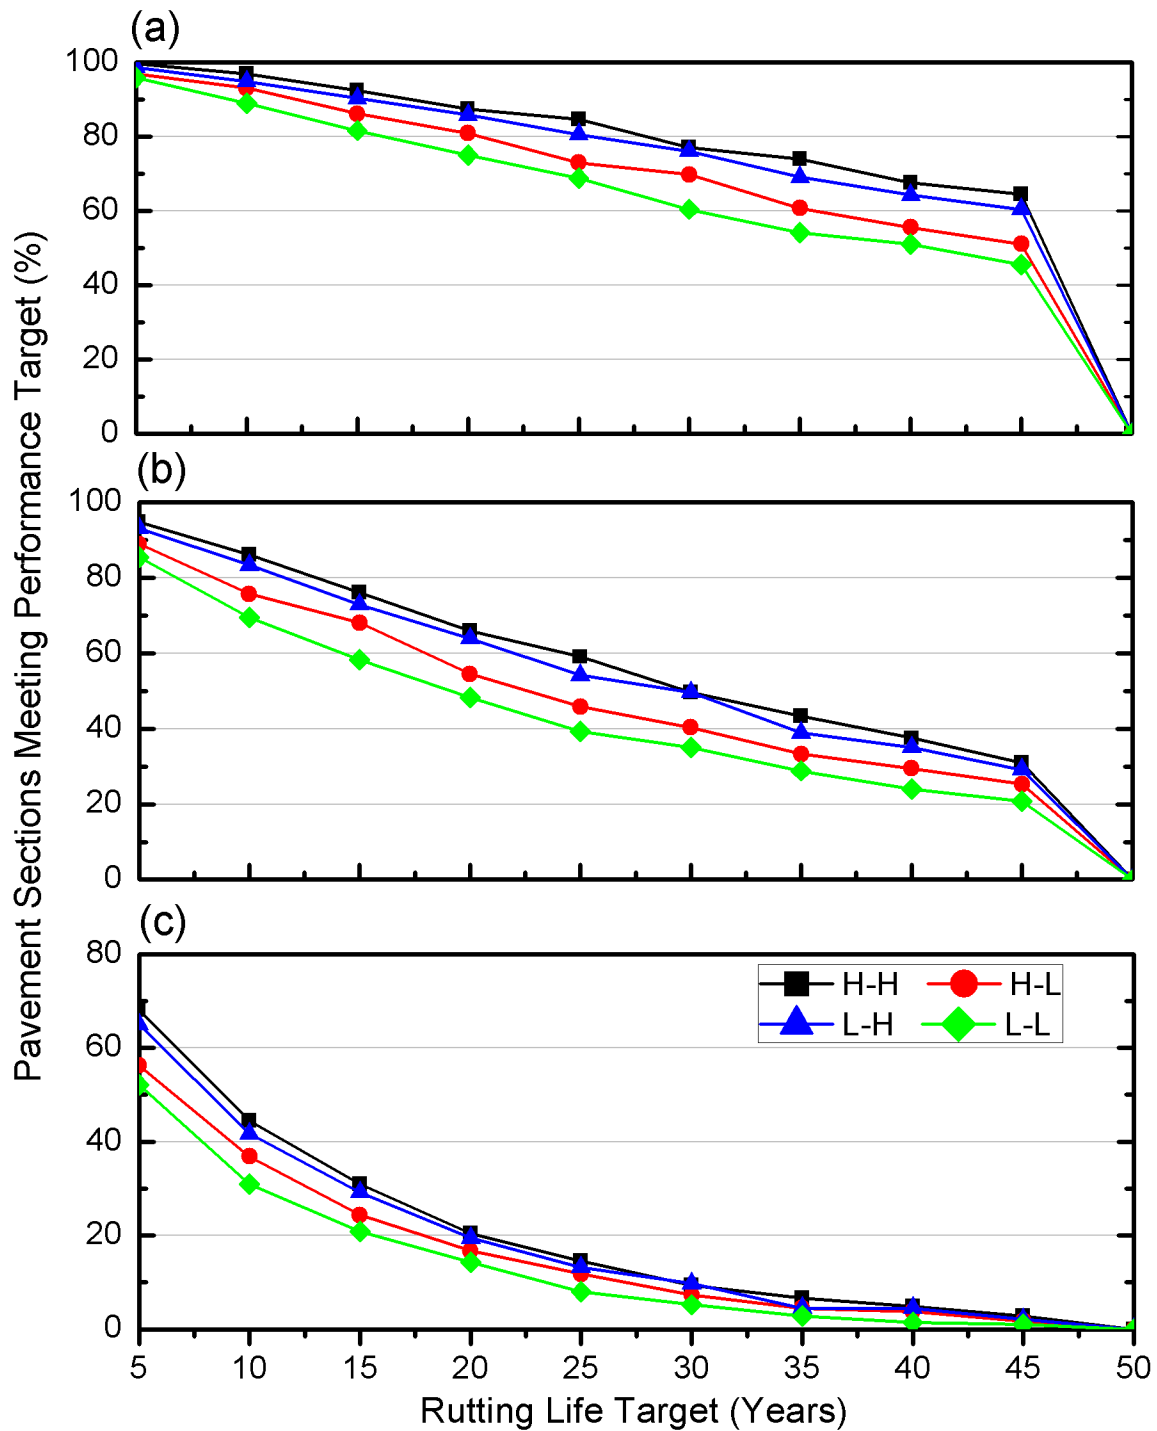 (a)
100
80
60
40
20
0
(b)
100
80
60
40
20
0
(c)
80
60
40
20
0
H-H H-L
L-H L-L
5 10 15 20 25 30 35 40 45 50
Rutting Life Target (Years)
Pavement Sections Meeting Performance Target (%)